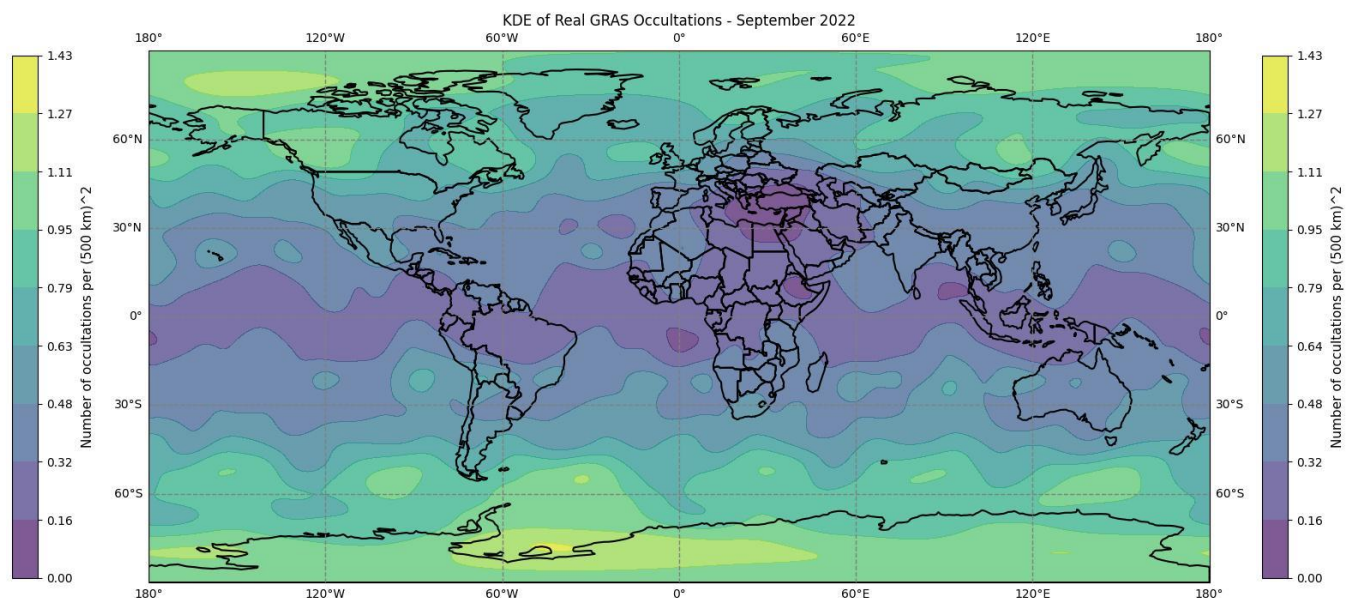 KDE of Real GRAS Occultations - September 2022
180° 120°W 60°W 0° 60°E 120°E 180°
1.43
1.27
1.11
0.95
0.79
0.63
0.48
0.32
0.16
0.00
Number of occultations per (500 km)^2
60°N
30°N
0°
30°S
60°S
60°N
30°N
0°
30°S
60°S
1.43
1.27
1.11
0.95
0.79
0.64
0.48
0.32
0.16
0.00
Number of occultations per (500 km)^2
180° 120°W 60°W 0° 60°E 120°E 180°